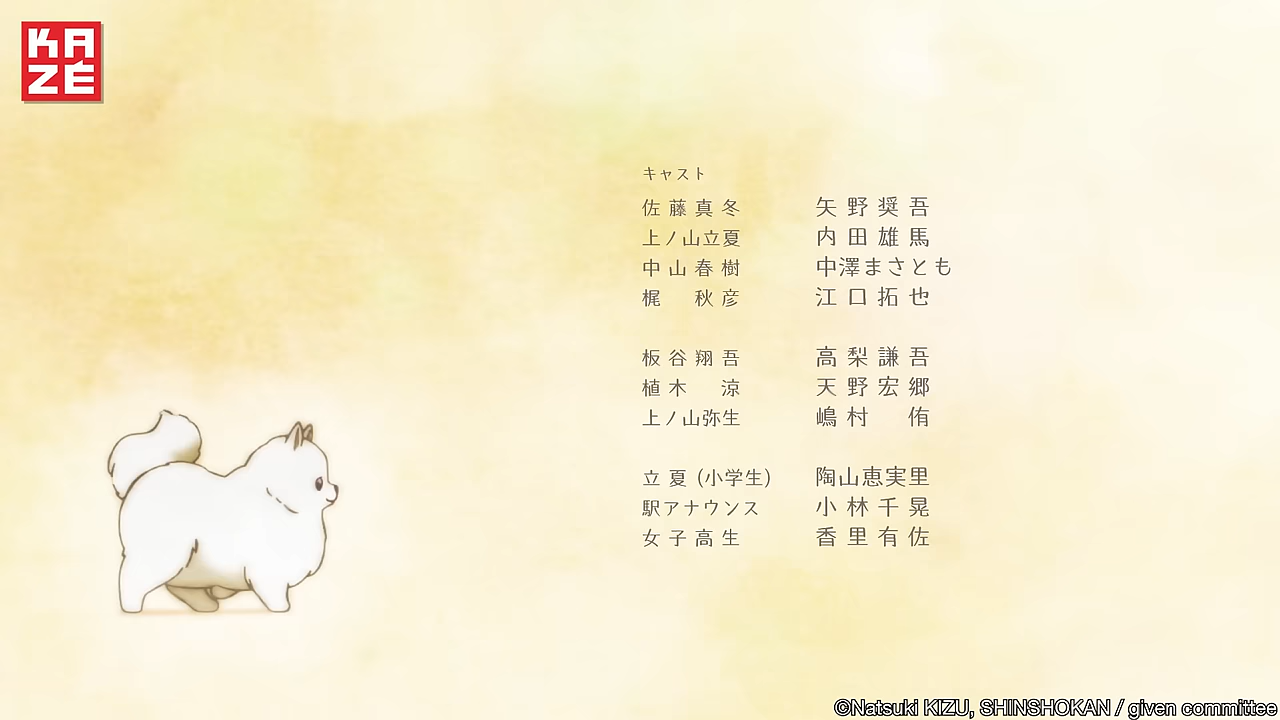 KA
ZÉ
キャスト
佐藤真冬 矢野奨吾
上ノ山立夏 内田雄馬
中山春樹 中澤まさとも
梶 秋彦 江口拓也
板谷翔吾 高梨謙吾
植木 涼 天野宏郷
上ノ山弥生 嶋村 侑
立夏 (小学生) 陶山恵実里
駅アナウンス 小林千晃
女子高生 香里有佐
©Natsuki KIZU, SHINSHOKAN / given committee